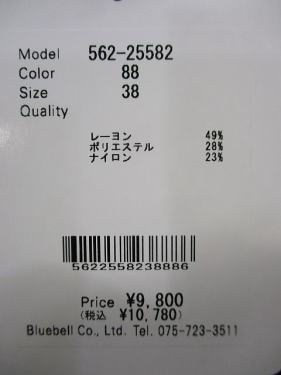 Model 562-25582
Color 88
Size 38
Quality
レーヨン 49%
ポリエステル 28%
ナイロン 23%
5622558238886
Price ¥9,800
(税込 ¥10,780)
Bluebell Co., Ltd. Tel. 075-723-3511